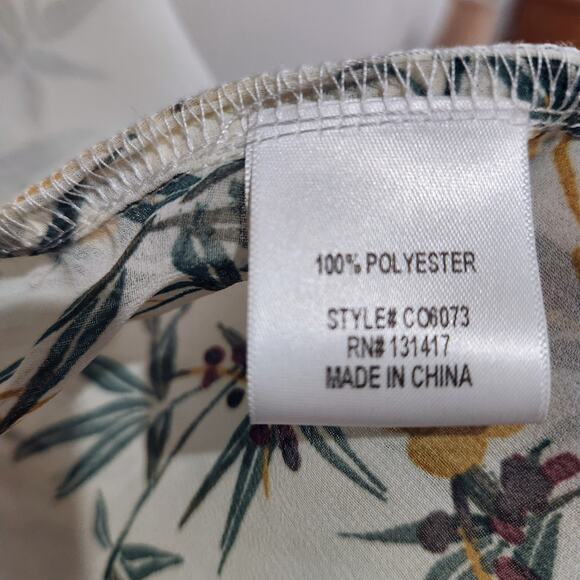 100% POLYESTER
STYLE# CO6073
RN# 131417
MADE IN CHINA